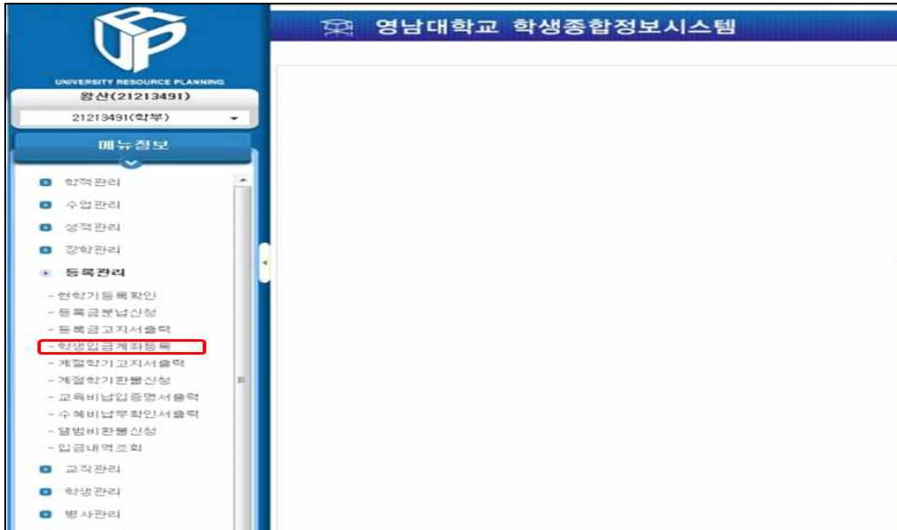 URP
영남대학교 학생종합정보시스템
UNIVERSITY RESOURCE PLANNING
왕산(21213491)
21213491(학부)
메뉴정보
학적관리
수업관리
성적관리
장학관리
등록관리
- 현학기등록확인
- 등록금분납신청
- 등록금고지서출력
- 학생입금계좌등록
- 계절학기고지서출력
- 계절학기환불신청
- 교육비납입증명서출력
- 수혜비납부확인서출력
- 앨범비환불신청
- 입금내역조회
교직관리
학생관리
병사관리